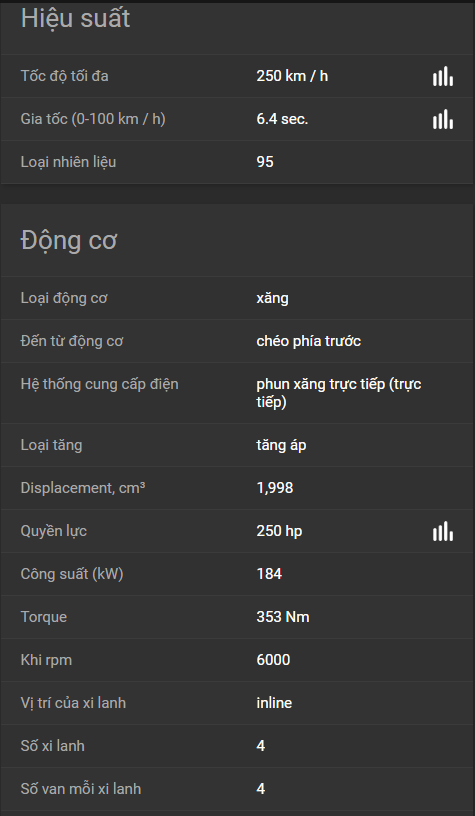 Hiệu suất
Tốc độ tối đa 250 km / h
Gia tốc (0-100 km / h) 6.4 sec.
Loại nhiên liệu 95
Động cơ
Loại động cơ xăng
Đến từ động cơ chéo phía trước
Hệ thống cung cấp điện phun xăng trực tiếp (trực
tiếp)
Loại tăng tăng áp
Displacement, cm³ 1,998
Quyền lực 250 hp
Công suất (kW) 184
Torque 353 Nm
Khi rpm 6000
Vị trí của xi lanh inline
Số xi lanh 4
Số van mỗi xi lanh 4